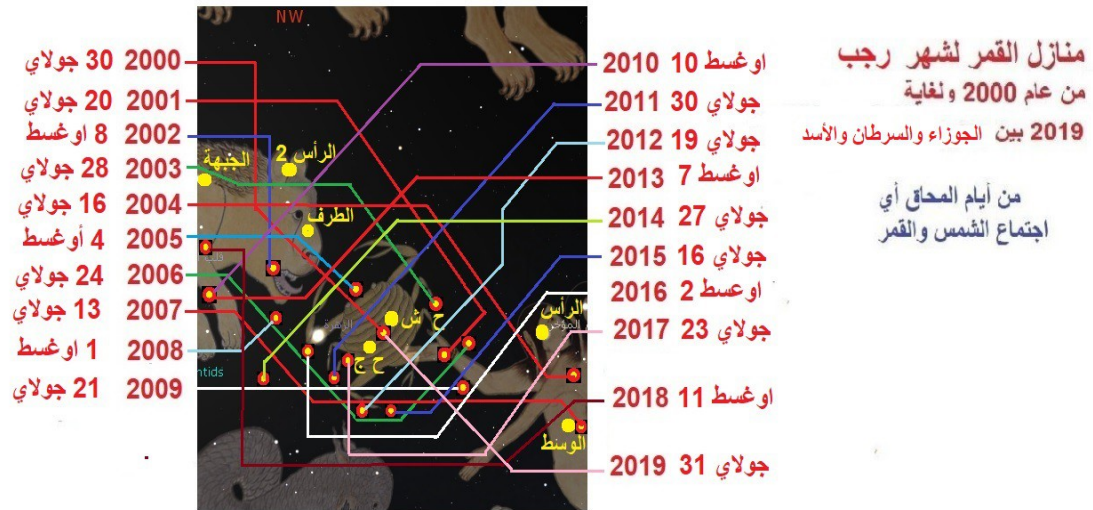 NW
منازل القمر لشهر رجب
من عام 2000 ولغاية
2019 بين الجوزاء والسرطان والأسد
من أيام المحاق أي
اجتماع الشمس والقمر
2000 30 جولاي
2001 20 جولاي
2002 8 اوغسط
2003 28 جولاي
2004 16 جولاي
2005 4 أوغسط
2006 24 جولاي
2007 13 جولاي
2008 1 اوغسط
2009 21 جولاي
2010 10 اوغسط
2011 30 جولاي
2012 19 جولاي
2013 7 اوغسط
2014 27 جولاي
2015 16 جولاي
2016 2 اوعسط
2017 23 جولاي
2018 11 اوغسط
2019 31 جولاي
الرأس 2
الجبهة
الطرف
ح
ش
ح ج
الزهرة
الرأس
الوسط
ntids